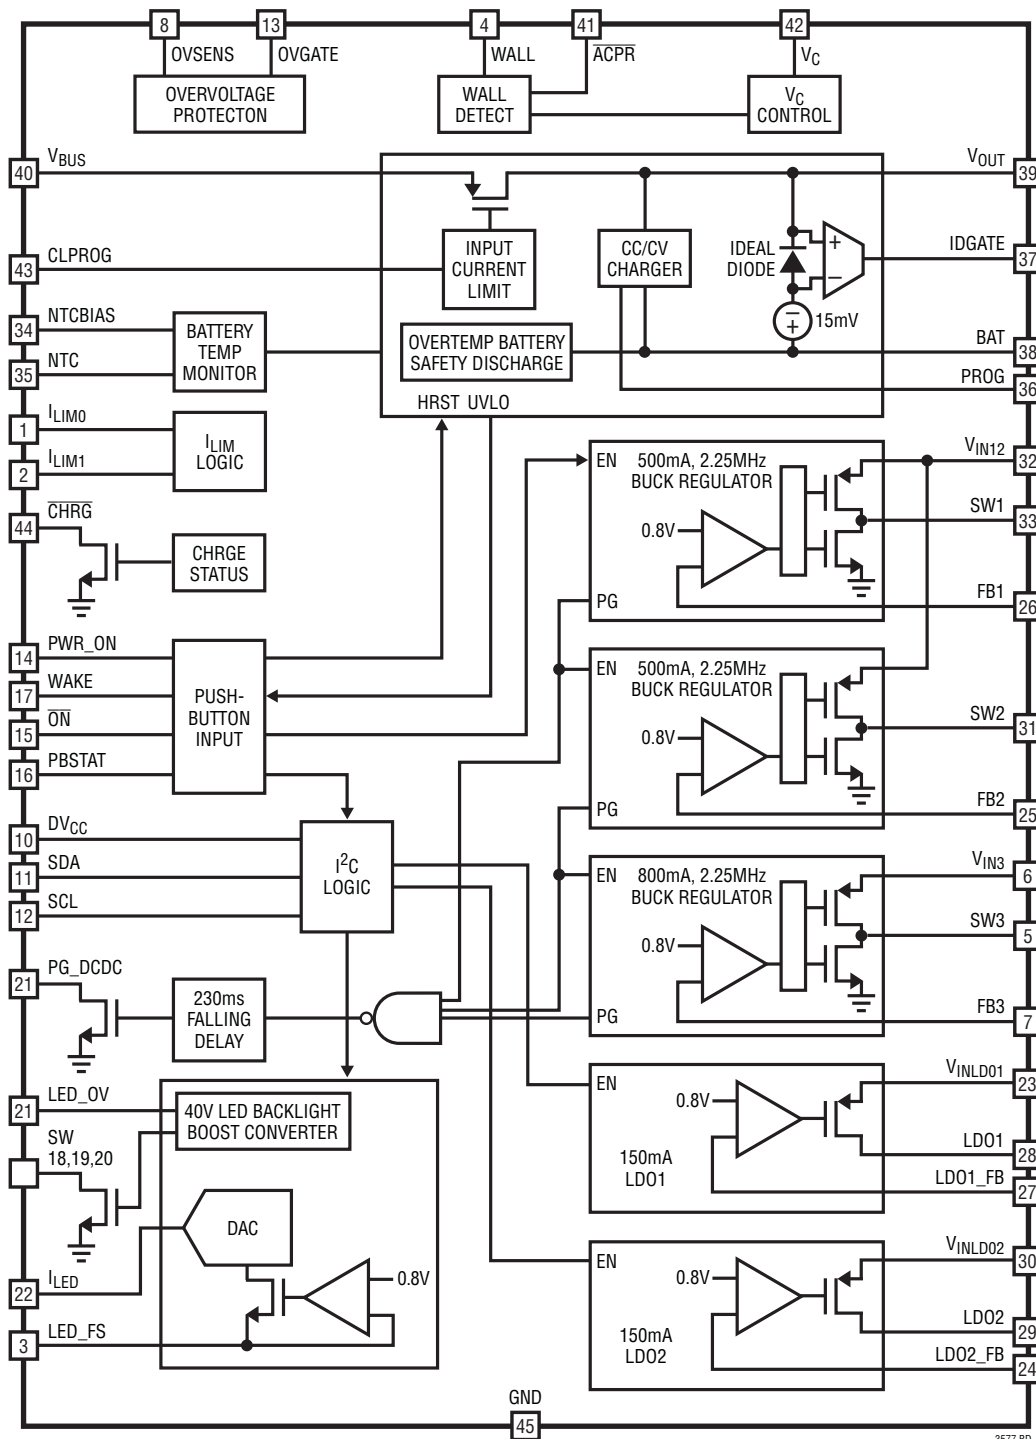 8
13
4
41
42
OVSENS
OVGATE
WALL
ACPR
VC
OVERVOLTAGE
PROTECTON
WALL
DETECT
VC
CONTROL
40
VBUS
VOUT
39
43
CLPROG
INPUT
CURRENT
LIMIT
CC/CV
CHARGER
IDEAL
DIODE
+
–
–
+
15mV
IDGATE
37
34
NTCBIAS
35
NTC
BATTERY
TEMP
MONITOR
OVERTEMP BATTERY
SAFETY DISCHARGE
BAT
38
PROG
36
HRST UVLO
1
ILIM0
2
ILIM1
ILIM
LOGIC
44
CHRG
CHRGE
STATUS
EN
500mA, 2.25MHz
BUCK REGULATOR
0.8V
PG
VIN12
32
SW1
33
FB1
26
14
PWR_ON
17
WAKE
15
ON
16
PBSTAT
PUSH-
BUTTON
INPUT
EN
500mA, 2.25MHz
BUCK REGULATOR
0.8V
PG
SW2
31
FB2
25
10
DVCC
11
SDA
12
SCL
I2C
LOGIC
EN
800mA, 2.25MHz
BUCK REGULATOR
0.8V
PG
VIN3
6
SW3
5
FB3
7
21
PG_DCDC
230ms
FALLING
DELAY
21
LED_OV
40V LED BACKLIGHT
BOOST CONVERTER
SW
18,19,20
DAC
0.8V
22
ILED
3
LED_FS
EN
0.8V
150mA
LDO1
VINLDO1
23
LDO1
28
LDO1_FB
27
EN
0.8V
150mA
LDO2
VINLDO2
30
LDO2
29
LDO2_FB
24
GND
45
3577 BD